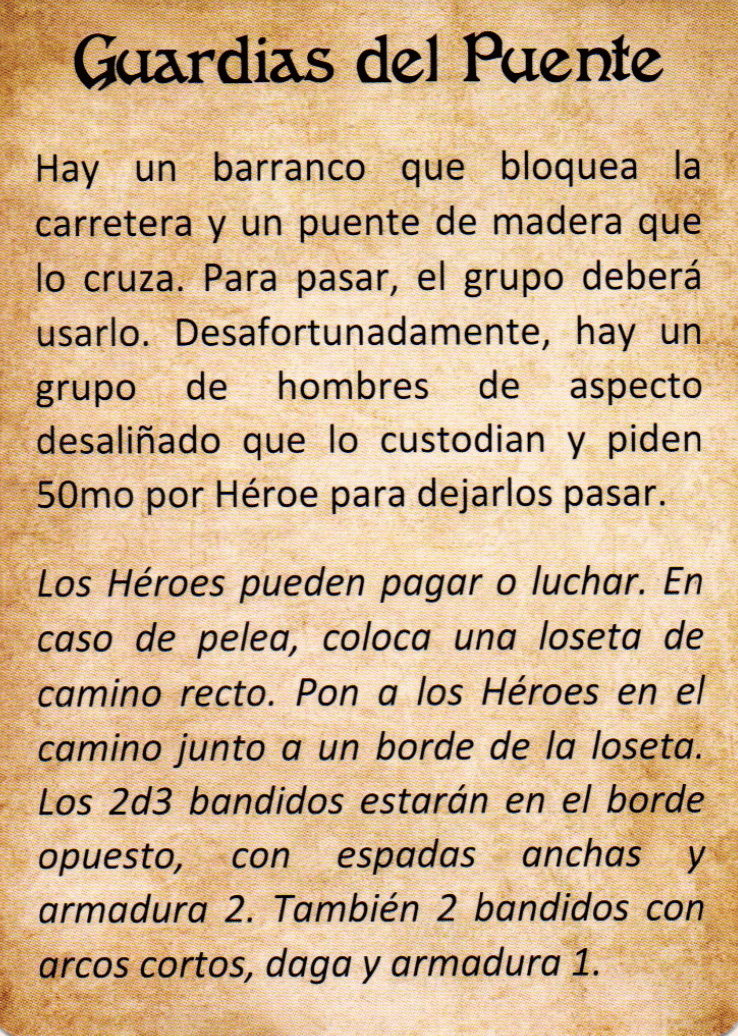 Guardias del Puente
Hay un barranco que bloquea la
carretera y un puente de madera que
lo cruza. Para pasar, el grupo deberá
usarlo. Desafortunadamente, hay un
grupo de hombres de aspecto
desaliñado que lo custodian y piden
50mo por Héroe para dejarlos pasar.
Los Héroes pueden pagar o luchar. En
caso de pelea, coloca una loseta de
camino recto. Pon a los Héroes en el
camino junto a un borde de la loseta.
Los 2d3 bandidos estarán en el borde
opuesto, con espadas anchas y
armadura 2. También 2 bandidos con
arcos cortos, daga y armadura 1.